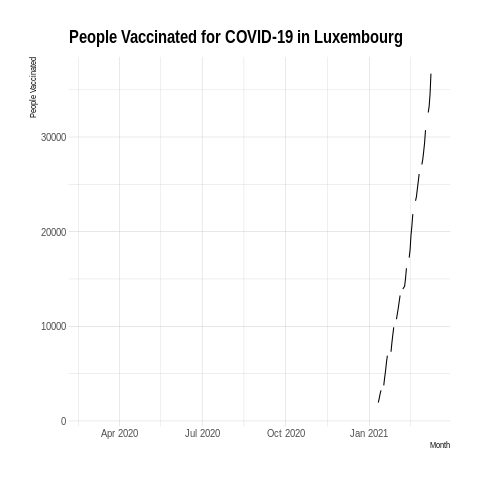 People Vaccinated for COVID-19 in Luxembourg
People Vaccinated
30000
20000
10000
0
Apr 2020 Jul 2020 Oct 2020 Jan 2021
Month